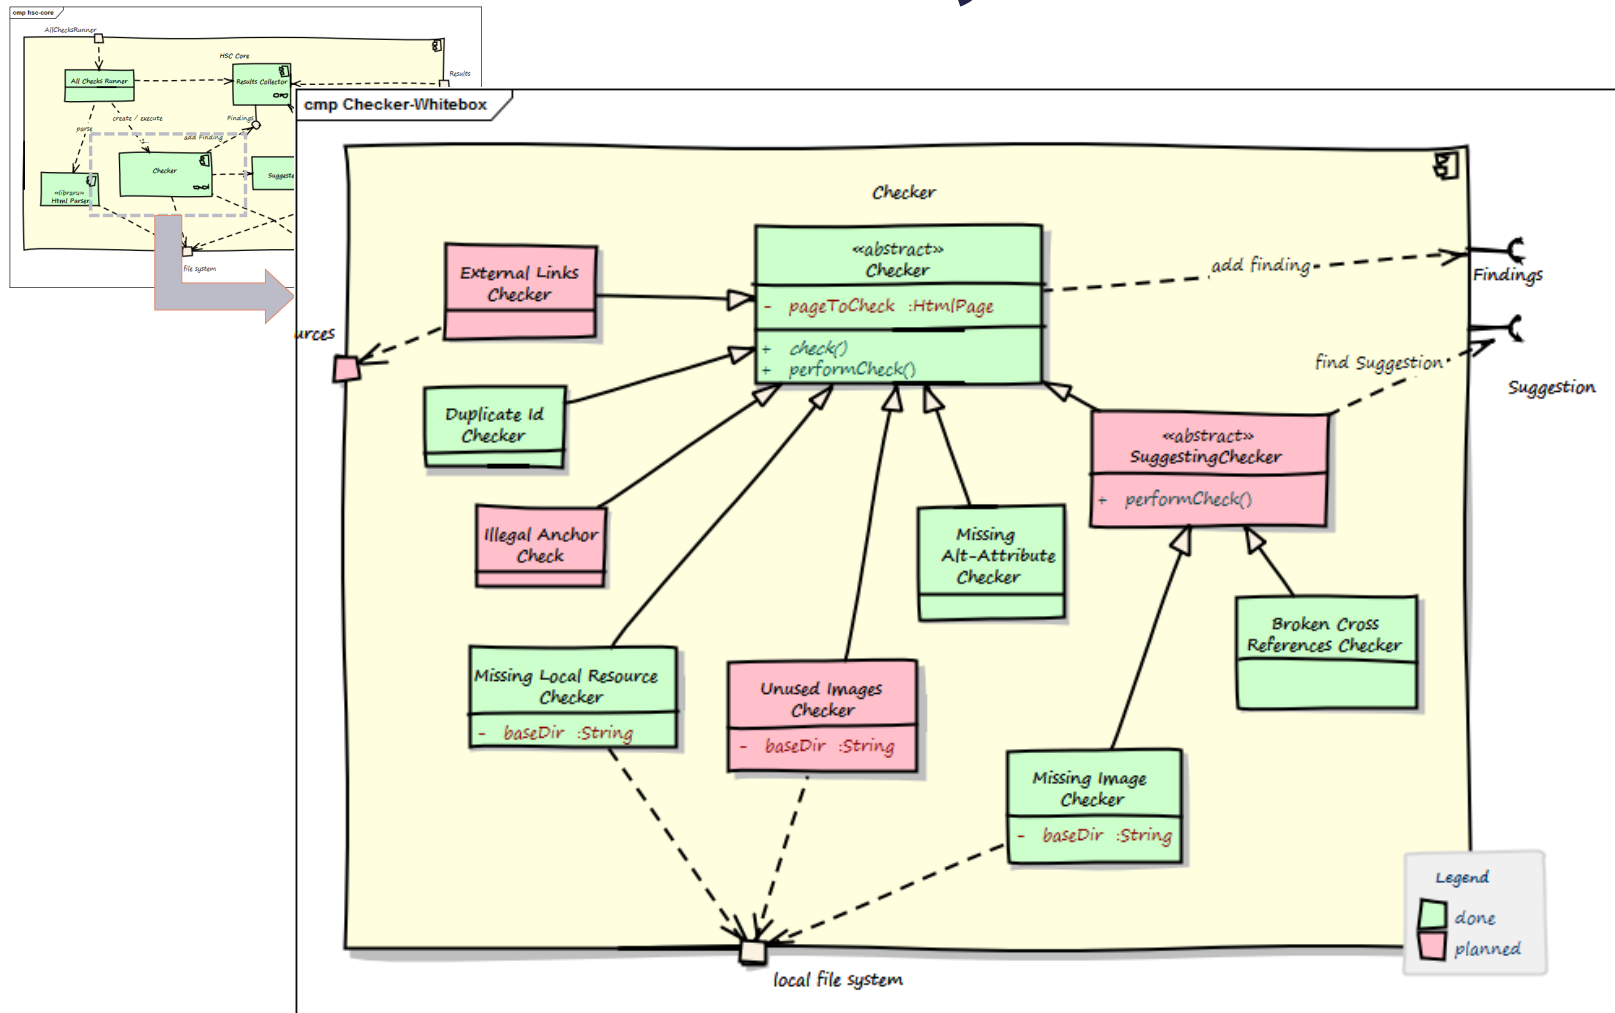 cmp hsc-core
AllChecksRunner
HSC Core
All Checks Runner
Results Collector
Results
create / execute
Findings
parse
add Finding
Checker
«library»
Html Parser
file system
cmp Checker-Whitebox
Checker
«abstract»
Checker
- pageToCheck :HtmlPage
+ check()
+ performCheck()
External Links
Checker
add finding
Findings
urces
find Suggestion
Suggestion
Duplicate Id
Checker
«abstract»
SuggestingChecker
+ performCheck()
Illegal Anchor
Check
Missing
Alt-Attribute
Checker
Broken Cross
References Checker
Missing Local Resource
Checker
- baseDir :String
Unused Images
Checker
- baseDir :String
Missing Image
Checker
- baseDir :String
Legend
done
planned
local file system